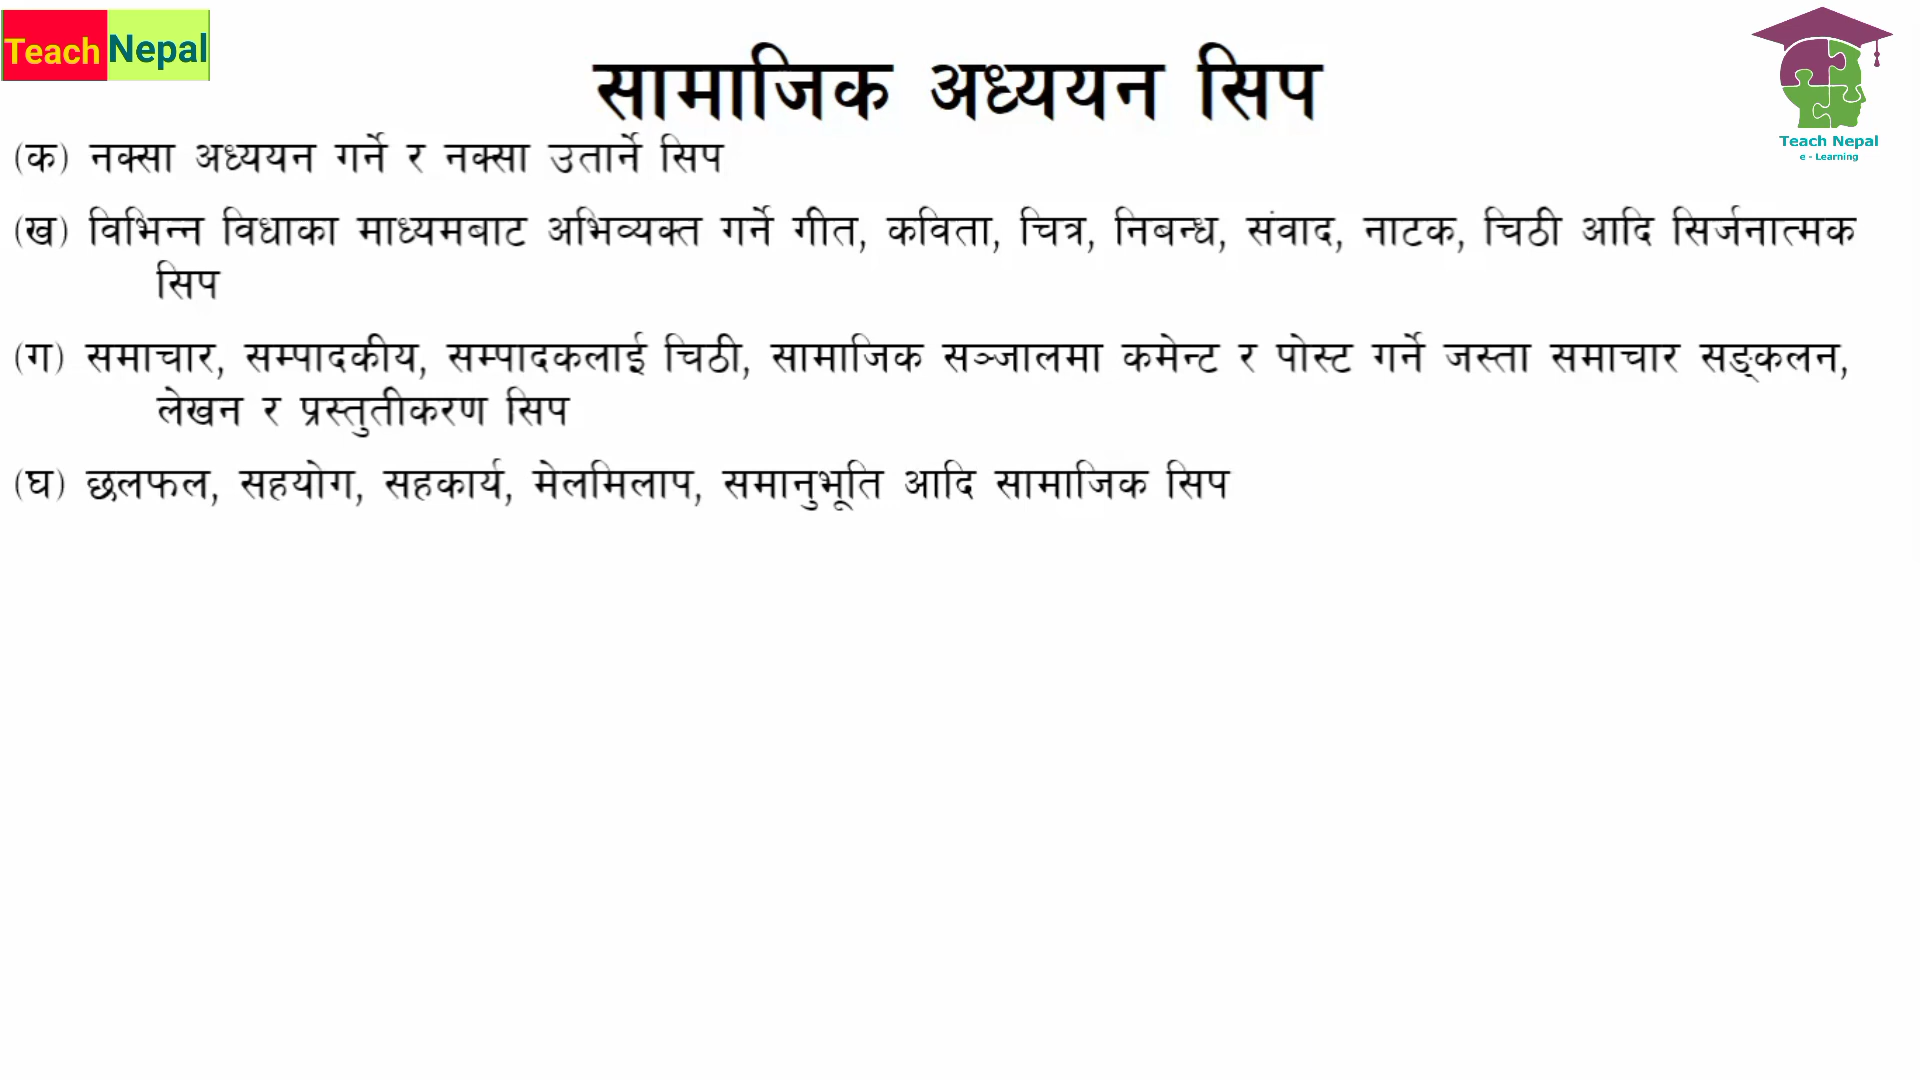 Teach Nepal
सामाजिक अध्ययन सिप
Teach Nepal
e - Learning
(क) नक्सा अध्ययन गर्ने र नक्सा उतार्ने सिप
(ख) विभिन्न विधाका माध्यमबाट अभिव्यक्त गर्ने गीत, कविता, चित्र, निबन्ध, संवाद, नाटक, चिठी आदि सिर्जनात्मक
सिप
(ग) समाचार, सम्पादकीय, सम्पादकलाई चिठी, सामाजिक सञ्जालमा कमेन्ट र पोस्ट गर्ने जस्ता समाचार सङ्कलन,
लेखन र प्रस्तुतीकरण सिप
(घ) छलफल, सहयोग, सहकार्य, मेलमिलाप, समानुभूति आदि सामाजिक सिप